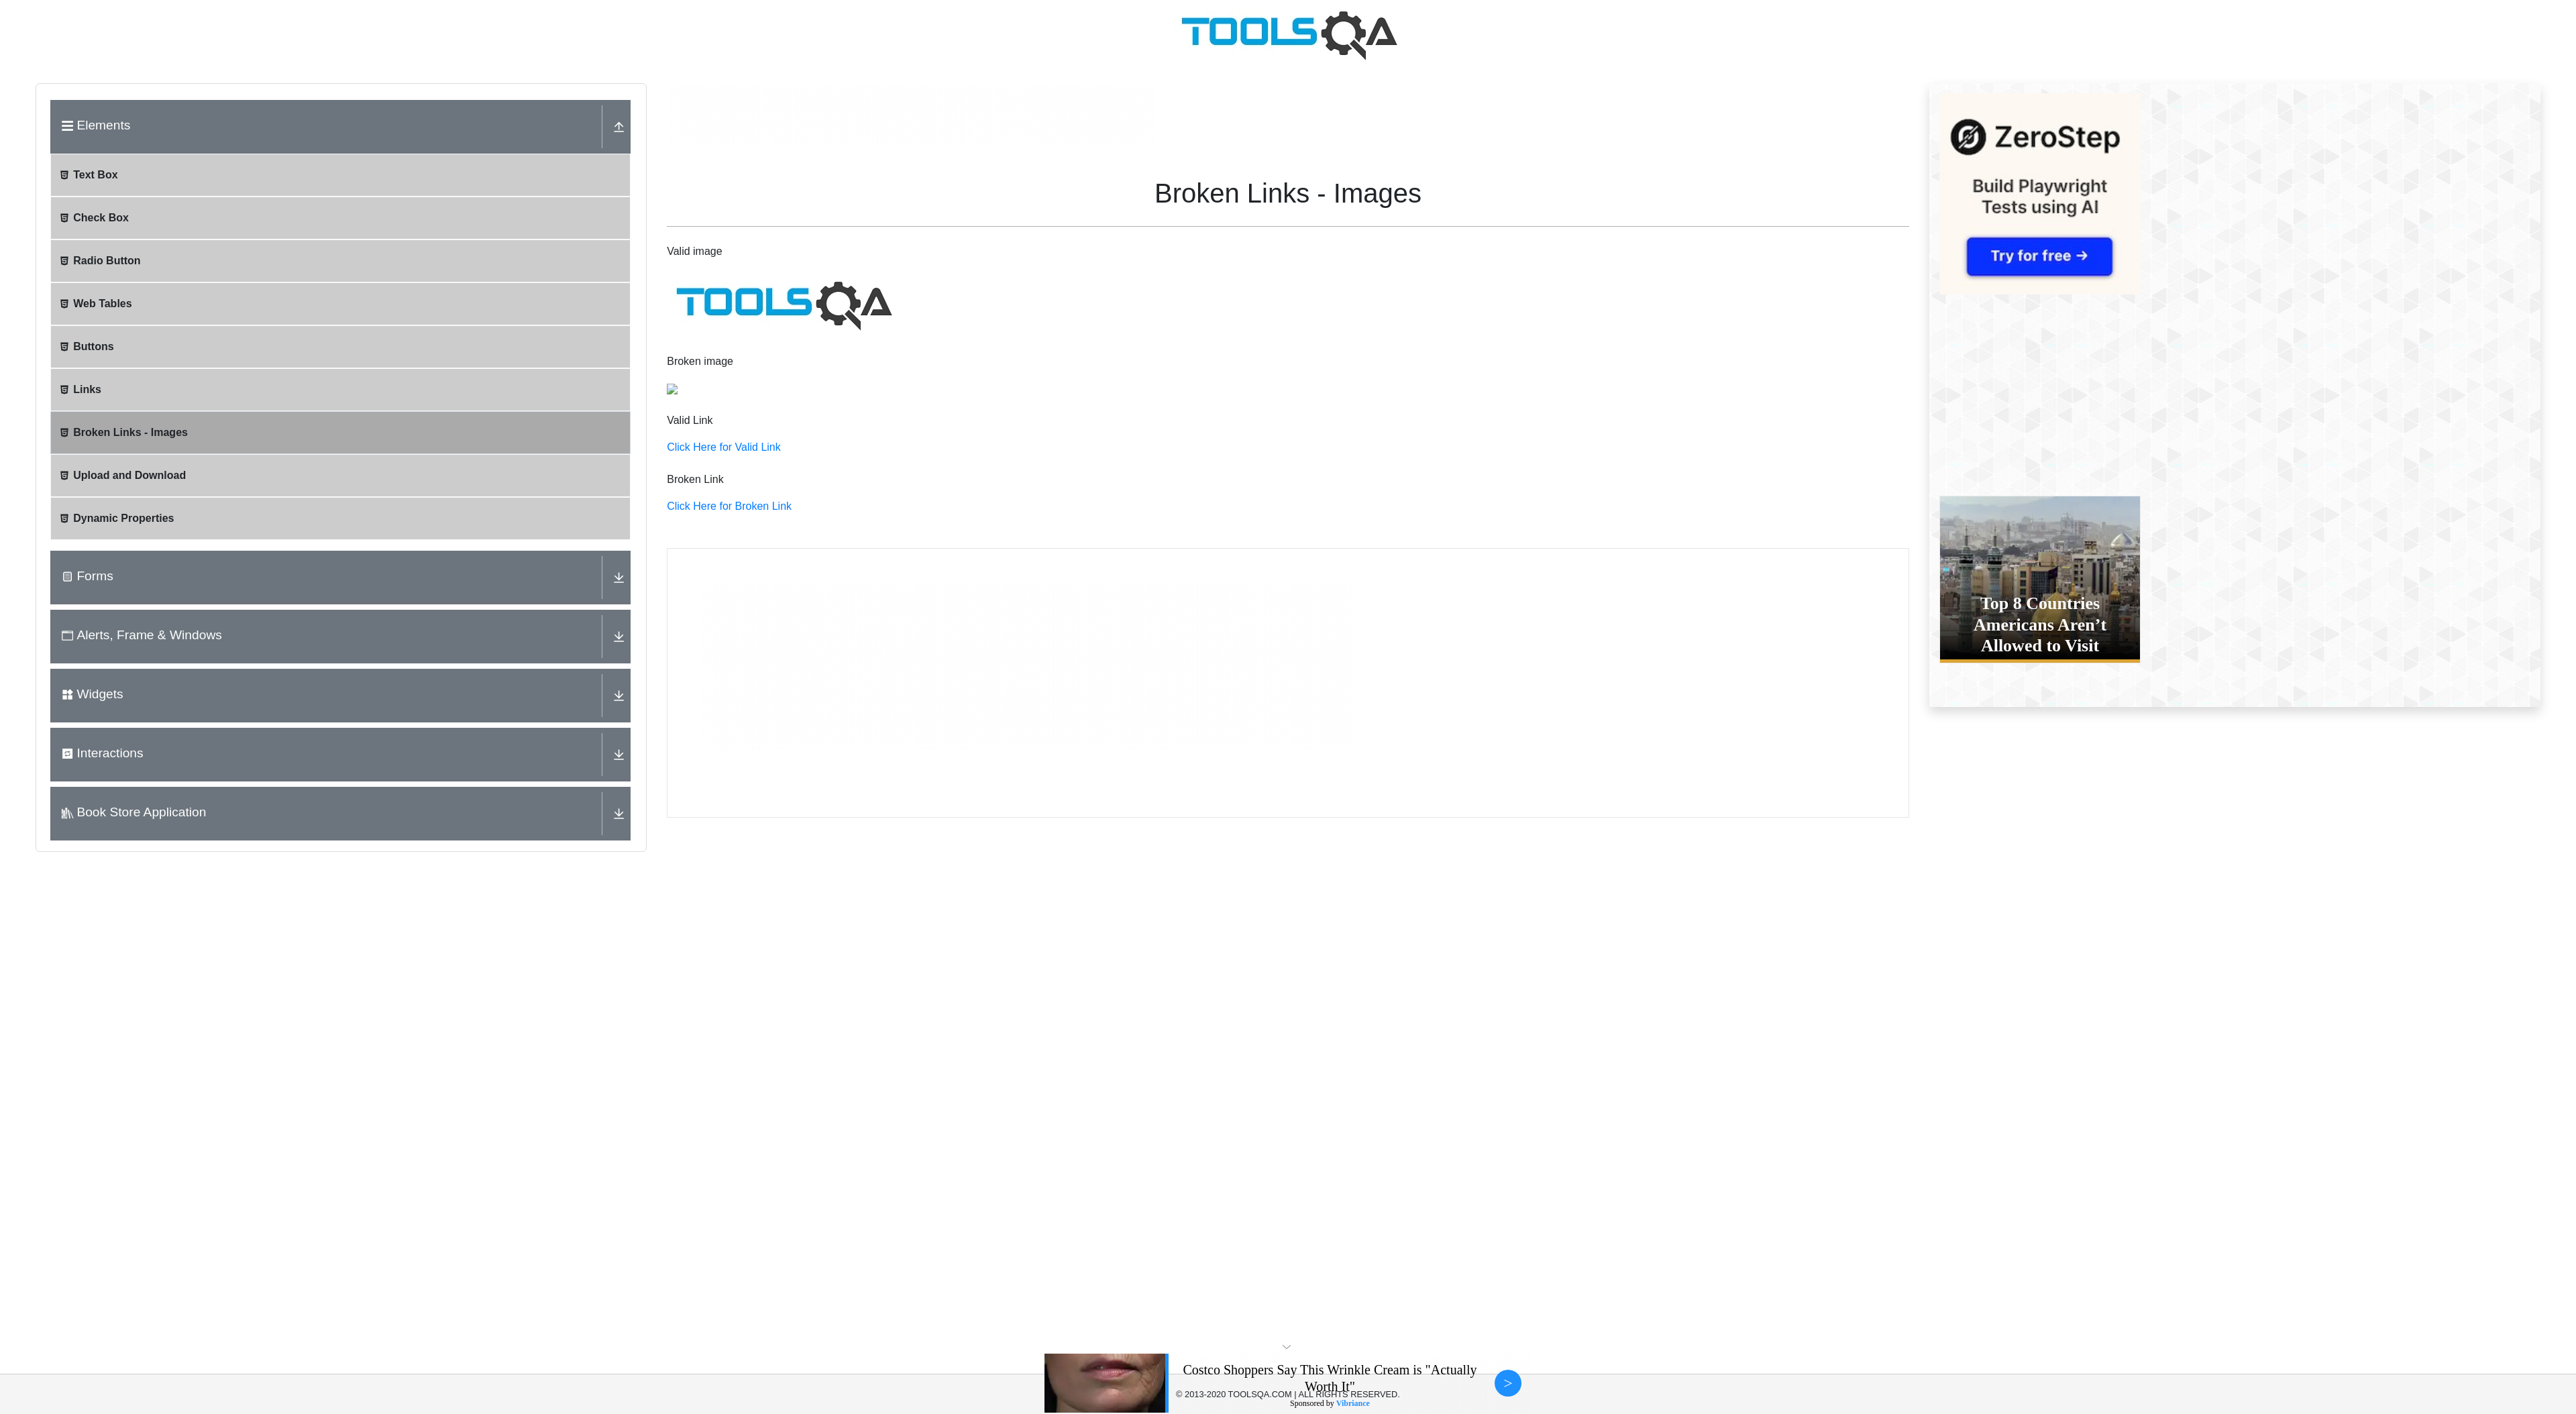 TOOLSQA
Elements
Text Box
Check Box
Radio Button
Web Tables
Buttons
Links
Broken Links - Images
Upload and Download
Dynamic Properties
Forms
Alerts, Frame & Windows
Widgets
Interactions
Book Store Application
Broken Links - Images
Valid image
TOOLSQA
Broken image
Valid Link
Click Here for Valid Link
Broken Link
Click Here for Broken Link
ZeroStep
Build Playwright
Tests using AI
Try for free →
Top 8 Countries
Americans Aren’t
Allowed to Visit
Costco Shoppers Say This Wrinkle Cream is "Actually
Worth It"
© 2013-2020 TOOLSQA.COM | ALL RIGHTS RESERVED.
Sponsored by Vibriance
>